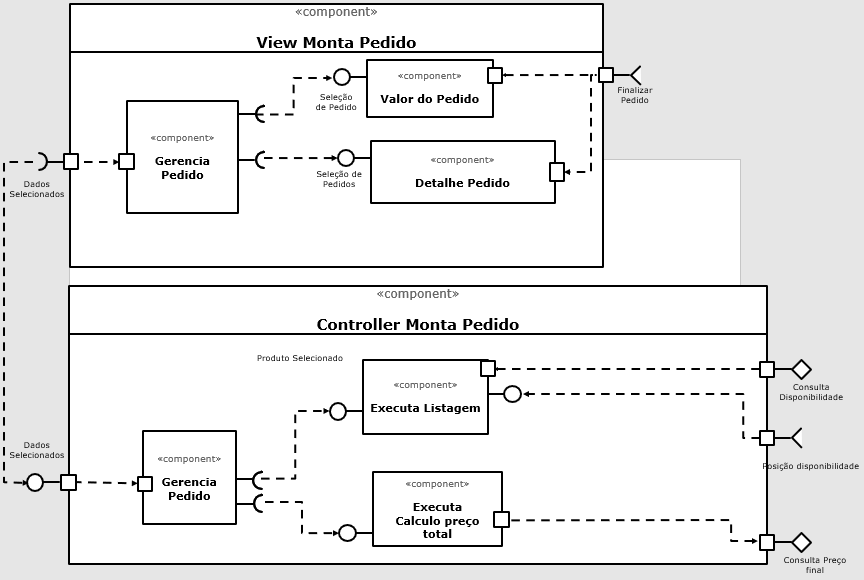 «component»
View Monta Pedido
«component»
Valor do Pedido
Seleção
de Pedido
Finalizar
Pedido
«component»
Gerencia
Pedido
«component»
Detalhe Pedido
Seleção de
Pedidos
Dados
Selecionados
«component»
Controller Monta Pedido
Produto Selecionado
«component»
Executa Listagem
Consulta
Disponibilidade
Dados
Selecionados
«component»
Gerencia
Pedido
Posição disponibilidade
«component»
Executa
Calculo preço
total
Consulta Preço
final